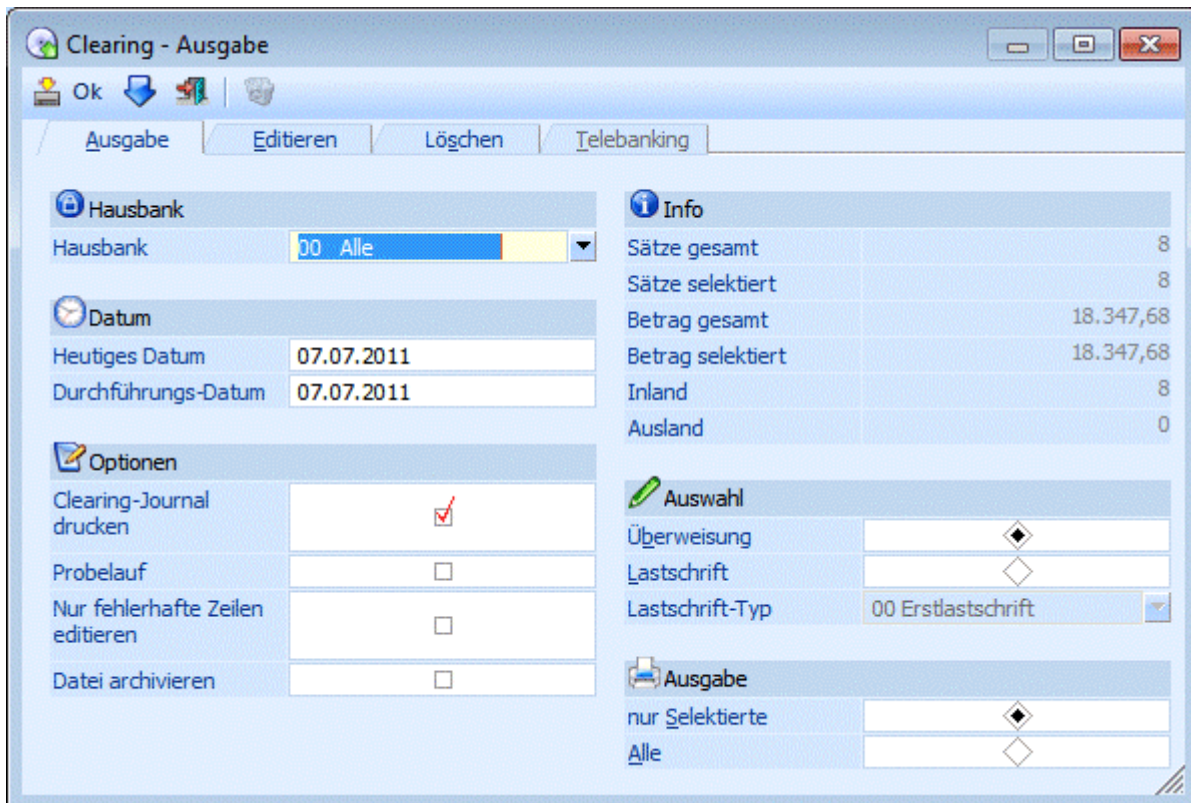 Clearing - Ausgabe
Ok
Ausgabe Editieren Löschen Telebanking
Hausbank
Hausbank 00 Alle
Datum
Heutiges Datum 07.07.2011
Durchführungs-Datum 07.07.2011
Optionen
Clearing-Journal
drucken
Probelauf
Nur fehlerhafte Zeilen
editieren
Datei archivieren
Info
Sätze gesamt 8
Sätze selektiert 8
Betrag gesamt 18.347,68
Betrag selektiert 18.347,68
Inland 8
Ausland 0
Auswahl
Überweisung
Lastschrift
Lastschrift-Typ 00 Erstlastschrift
Ausgabe
nur Selektierte
Alle